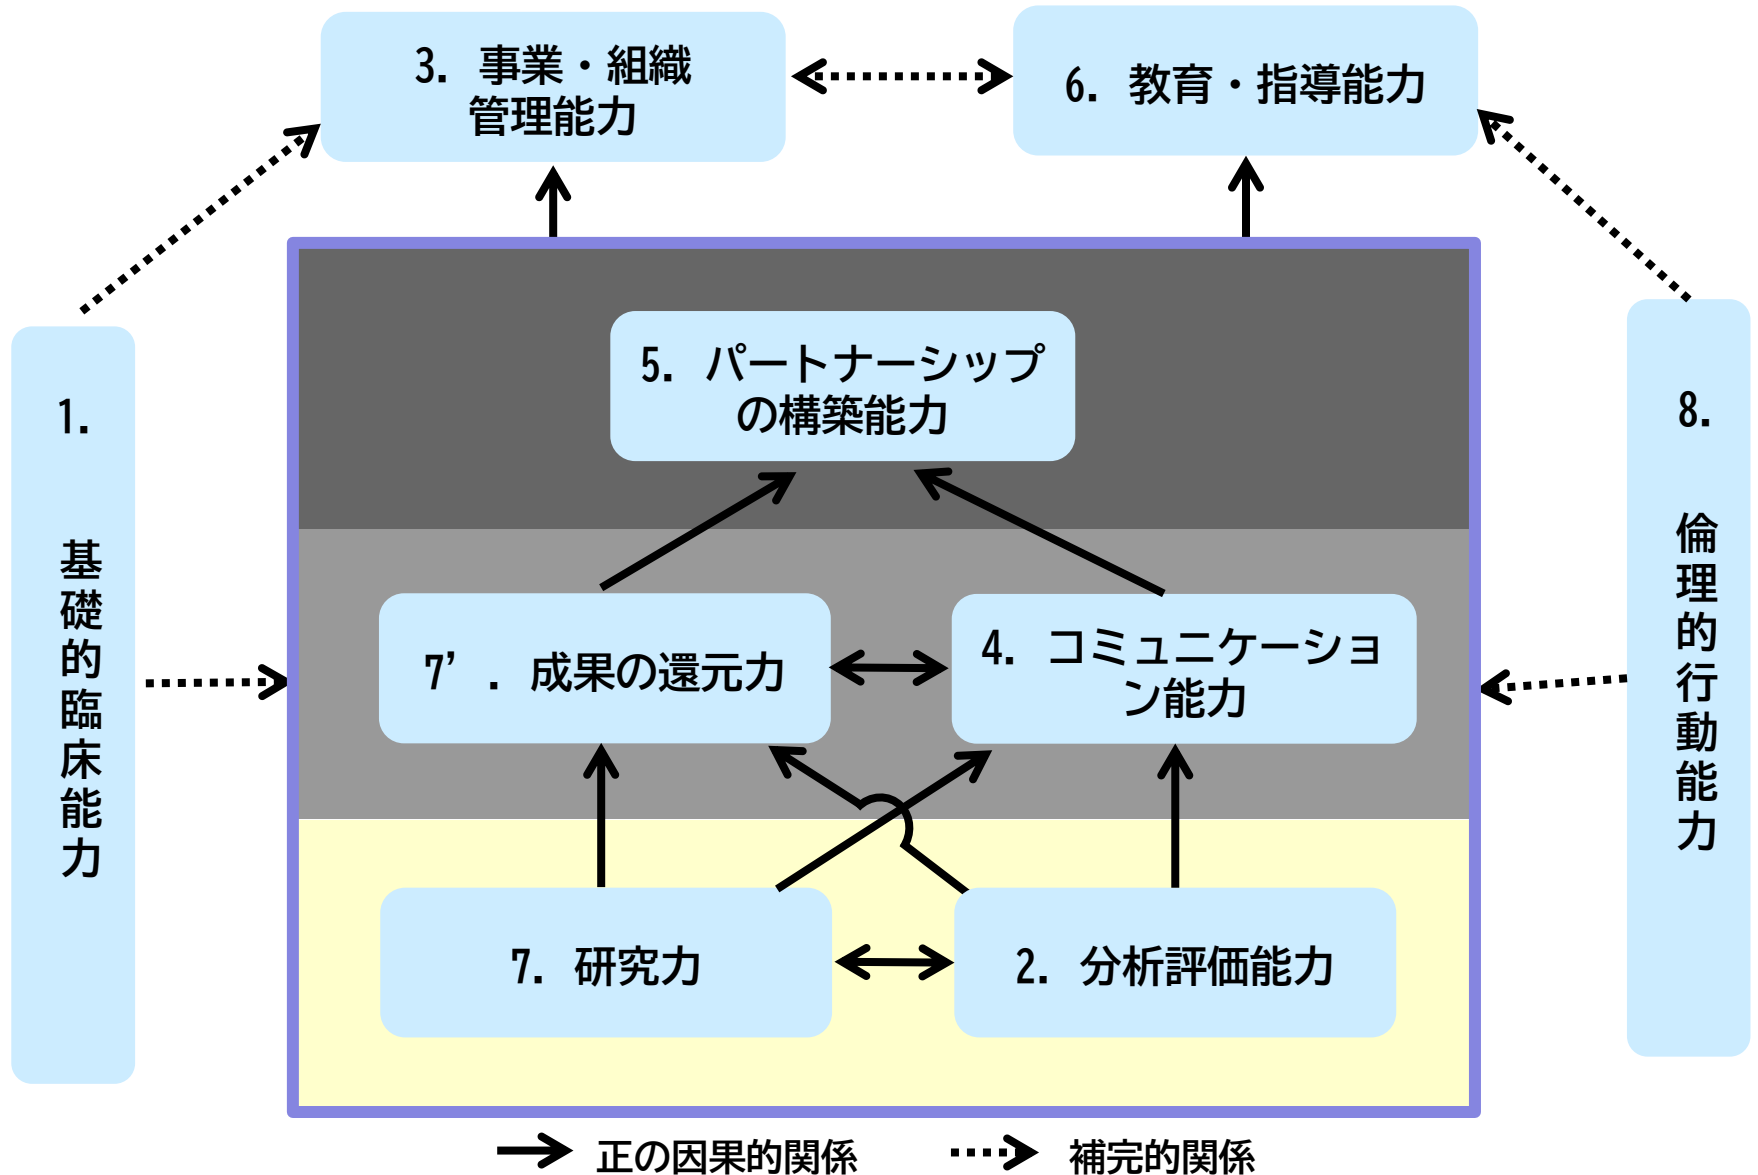 3. 事業・組織
管理能力
6. 教育・指導能力
5. パートナーシップ
の構築能力
1.
基礎的臨床能力
8.
倫理的行動能力
7’. 成果の還元力
4. コミュニケーショ
ン能力
7. 研究力
2. 分析評価能力
正の因果的関係
補完的関係